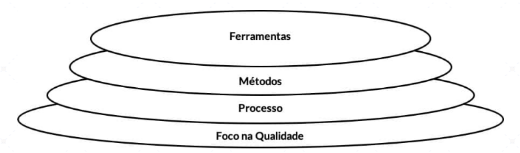 Ferramentas
Métodos
Processo
Foco na Qualidade